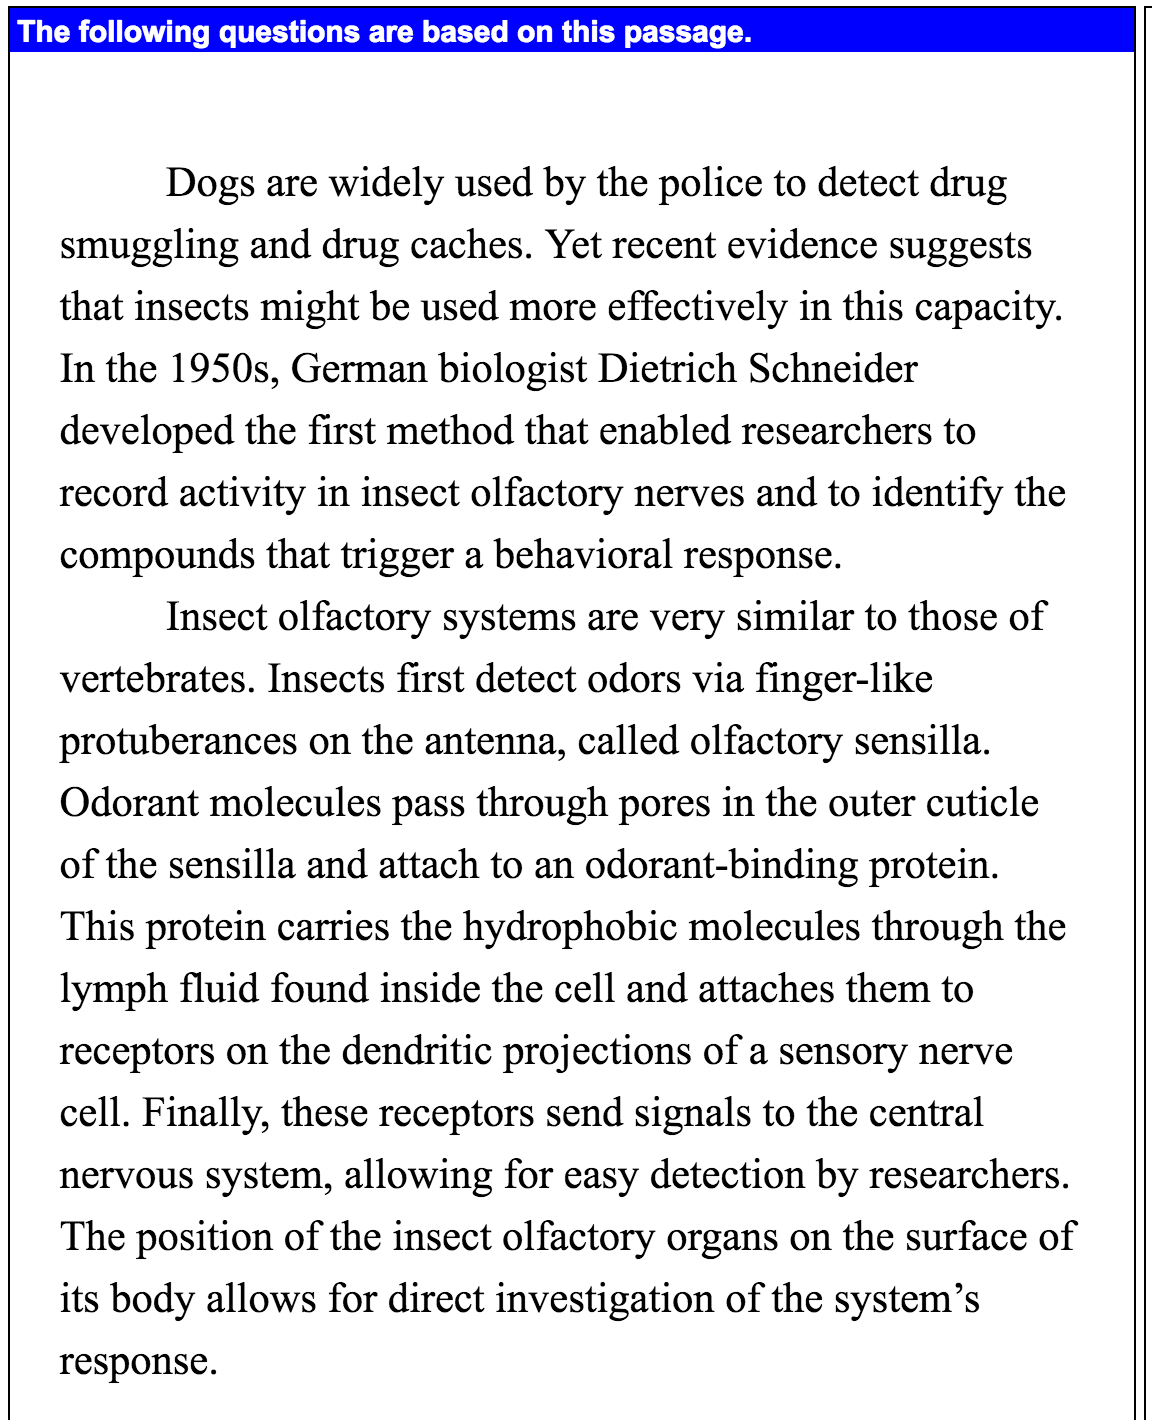 The following questions are based on this passage.
Dogs are widely used by the police to detect drug
smuggling and drug caches. Yet recent evidence suggests
that insects might be used more effectively in this capacity.
In the 1950s, German biologist Dietrich Schneider
developed the first method that enabled researchers to
record activity in insect olfactory nerves and to identify the
compounds that trigger a behavioral response.
Insect olfactory systems are very similar to those of
vertebrates. Insects first detect odors via finger-like
protuberances on the antenna, called olfactory sensilla.
Odorant molecules pass through pores in the outer cuticle
of the sensilla and attach to an odorant-binding protein.
This protein carries the hydrophobic molecules through the
lymph fluid found inside the cell and attaches them to
receptors on the dendritic projections of a sensory nerve
cell. Finally, these receptors send signals to the central
nervous system, allowing for easy detection by researchers.
The position of the insect olfactory organs on the surface of
its body allows for direct investigation of the system’s
response.